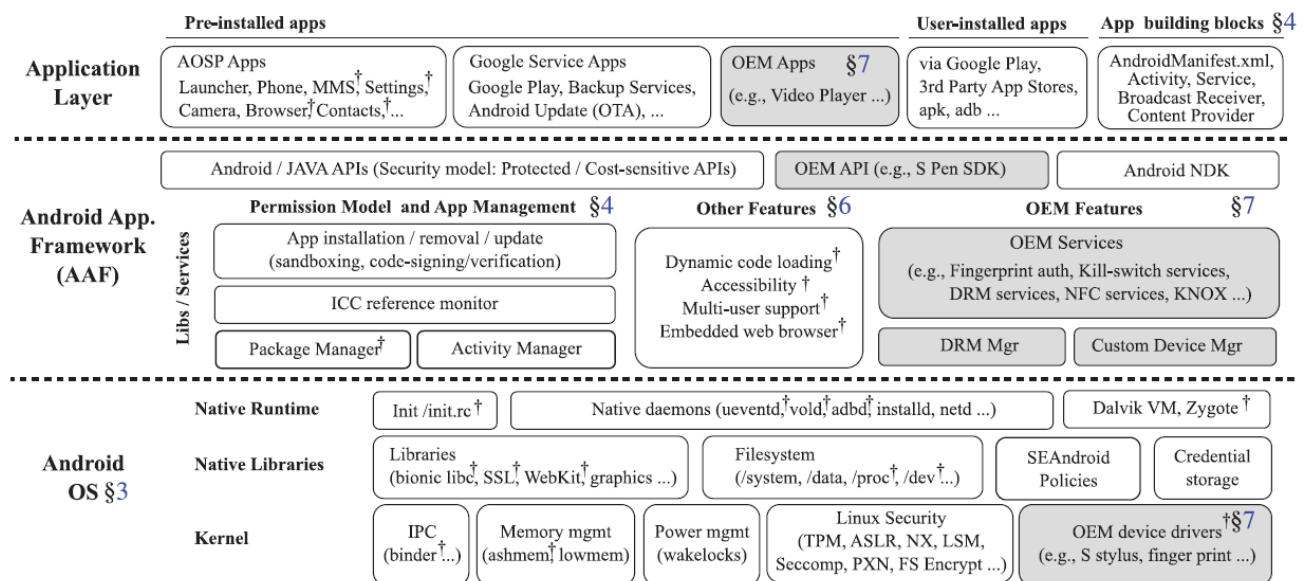 Pre-installed apps
User-installed apps
App building blocks §4
Application
Layer
AOSP Apps
Launcher, Phone, MMS,† Settings,†
Camera, Browser,† Contacts,†...
Google Service Apps
Google Play, Backup Services,
Android Update (OTA), ...
OEM Apps §7
(e.g., Video Player ...)
via Google Play,
3rd Party App Stores,
apk, adb ...
AndroidManifest.xml,
Activity, Service,
Broadcast Receiver,
Content Provider
Android / JAVA APIs (Security model: Protected / Cost-sensitive APIs)
OEM API (e.g., S Pen SDK)
Android NDK
Android App.
Framework
(AAF)
Libs / Services
Permission Model and App Management §4
App installation / removal / update
(sandboxing, code-signing/verification)
ICC reference monitor
Package Manager†
Activity Manager
Other Features §6
Dynamic code loading†
Accessibility †
Multi-user support†
Embedded web browser†
OEM Features §7
OEM Services
(e.g., Fingerprint auth, Kill-switch services,
DRM services, NFC services, KNOX ...)
DRM Mgr
Custom Device Mgr
Android
OS §3
Native Runtime
Init /init.rc †
Native daemons (ueventd,† vold,† adbd,† installd, netd ...)
Dalvik VM, Zygote †
Native Libraries
Libraries
(bionic libc,† SSL,† WebKit,† graphics ...)
Filesystem
(/system, /data, /proc†, /dev†...)
SEAndroid
Policies
Credential
storage
Kernel
IPC
(binder†...)
Memory mgmt
(ashmem,† lowmem)
Power mgmt
(wakelocks)
Linux Security
(TPM, ASLR, NX, LSM,
Seccomp, PXN, FS Encrypt ...)
OEM device drivers †§7
(e.g., S stylus, finger print ...)